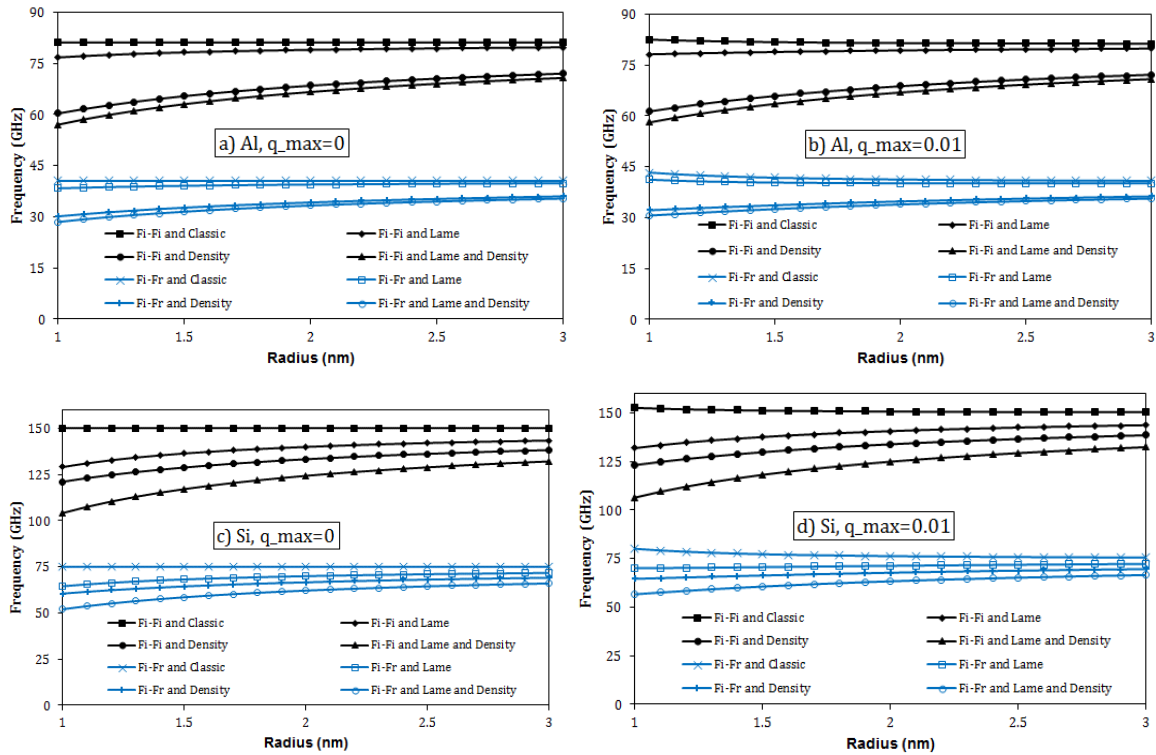 90
75
60
45
30
15
0
Frequency (GHz)
a) Al, q_max=0
Fi-Fi and Classic
Fi-Fi and Lame
Fi-Fi and Density
Fi-Fi and Lame and Density
Fi-Fr and Classic
Fi-Fr and Lame
Fi-Fr and Density
Fi-Fr and Lame and Density
1 1.5 2 2.5 3
Radius (nm)
90
75
60
45
30
15
0
Frequency (GHz)
b) Al, q_max=0.01
Fi-Fi and Classic
Fi-Fi and Lame
Fi-Fi and Density
Fi-Fi and Lame and Density
Fi-Fr and Classic
Fi-Fr and Lame
Fi-Fr and Density
Fi-Fr and Lame and Density
1 1.5 2 2.5 3
Radius (nm)
150
125
100
75
50
25
0
Frequency (GHz)
c) Si, q_max=0
Fi-Fi and Classic
Fi-Fi and Lame
Fi-Fi and Density
Fi-Fi and Lame and Density
Fi-Fr and Classic
Fi-Fr and Lame
Fi-Fr and Density
Fi-Fr and Lame and Density
1 1.5 2 2.5 3
Radius (nm)
150
125
100
75
50
25
0
Frequency (GHz)
d) Si, q_max=0.01
Fi-Fi and Classic
Fi-Fi and Lame
Fi-Fi and Density
Fi-Fi and Lame and Density
Fi-Fr and Classic
Fi-Fr and Lame
Fi-Fr and Density
Fi-Fr and Lame and Density
1 1.5 2 2.5 3
Radius (nm)